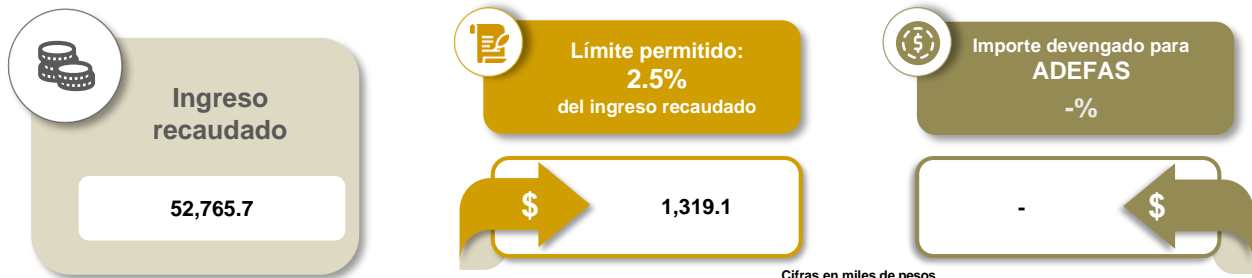 Ingreso
recaudado
52,765.7
Límite permitido:
2.5%
del ingreso recaudado
$
1,319.1
Importe devengado para
ADEFAS
-%
-
$
Cifras en miles de pesos